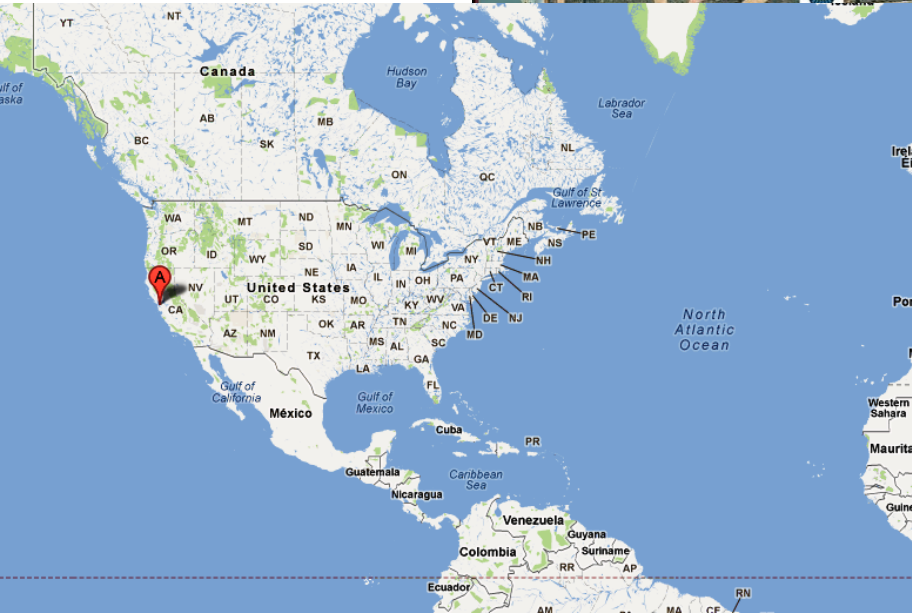 YT
NT
Canada
Hudson
Bay
Labrador
Sea
AB
MB
BC
SK
NL
ON
QC
Gulf of St
Lawrence
NB
PE
NS
WA
MT
ND
MN
OR
ID
WY
SD
WI
MI
VT
ME
NH
NY
MA
A
NV
United States
NE
IA
IL
IN
OH
PA
CT
RI
UT
CO
KS
MO
KY
WV
VA
DE
NJ
MD
CA
AZ
NM
OK
AR
TN
NC
SC
MS
AL
GA
TX
LA
FL
North
Atlantic
Ocean
Gulf of
California
Gulf of
Mexico
México
Cuba
PR
Western
Sahara
Guatemala
Caribbean
Sea
Nicaragua
Venezuela
Guyana
Suriname
Colombia
RR
AP
Ecuador
RN
AM
MA
CE